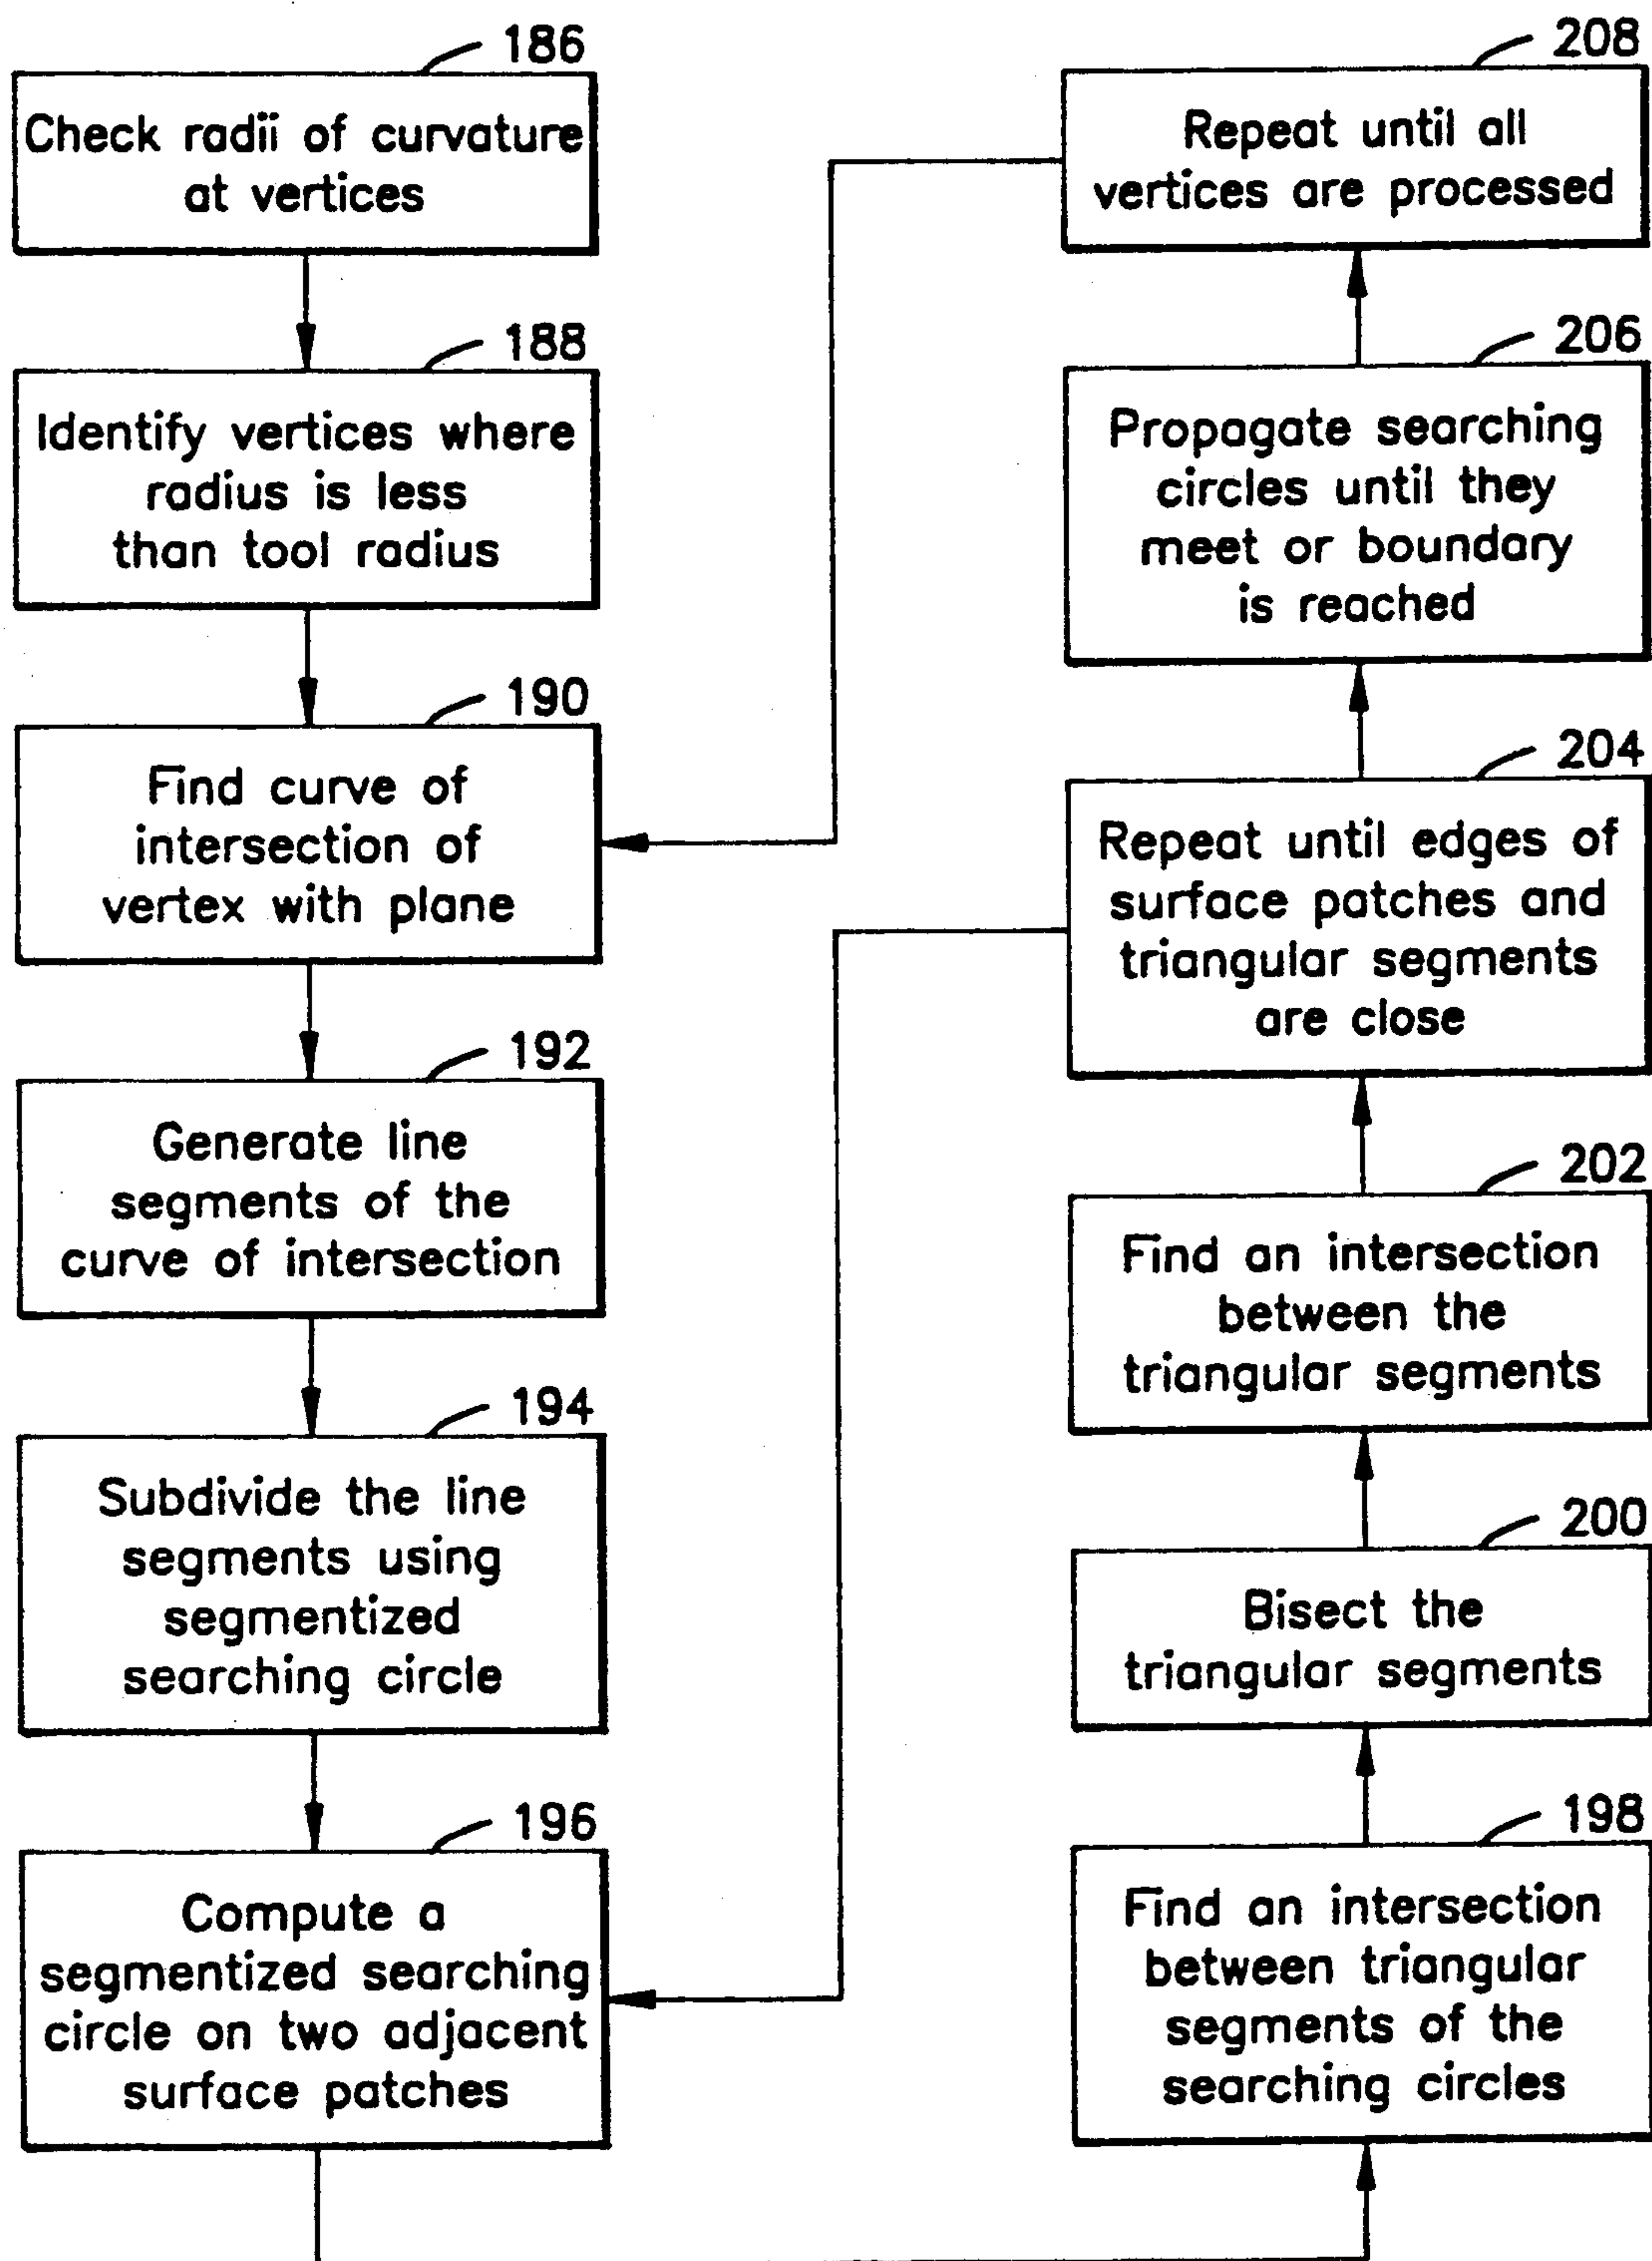 186
Check radii of curvature
at vertices
188
Identify vertices where
radius is less
than tool radius
190
Find curve of
intersection of
vertex with plane
192
Generate line
segments of the
curve of intersection
194
Subdivide the line
segments using
segmentized
searching circle
196
Compute a
segmentized searching
circle on two adjacent
surface patches
208
Repeat until all
vertices are processed
206
Propagate searching
circles until they
meet or boundary
is reached
204
Repeat until edges of
surface patches and
triangular segments
are close
202
Find an intersection
between the
triangular segments
200
Bisect the
triangular segments
198
Find an intersection
between triangular
segments of the
searching circles